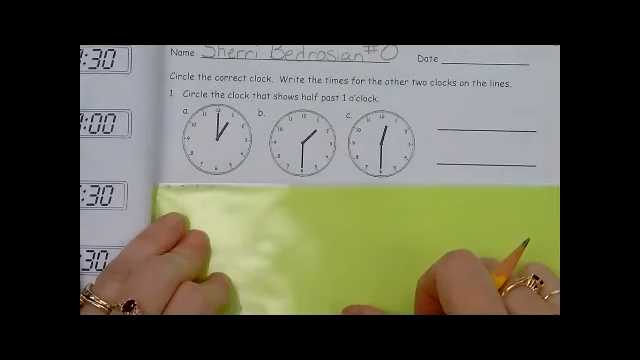 :30
Name Sherri Bedrosian #0 Date
Circle the correct clock. Write the times for the other two clocks on the lines.
1. Circle the clock that shows half past 1 o'clock.
:00
a. b. c.
:30
:30